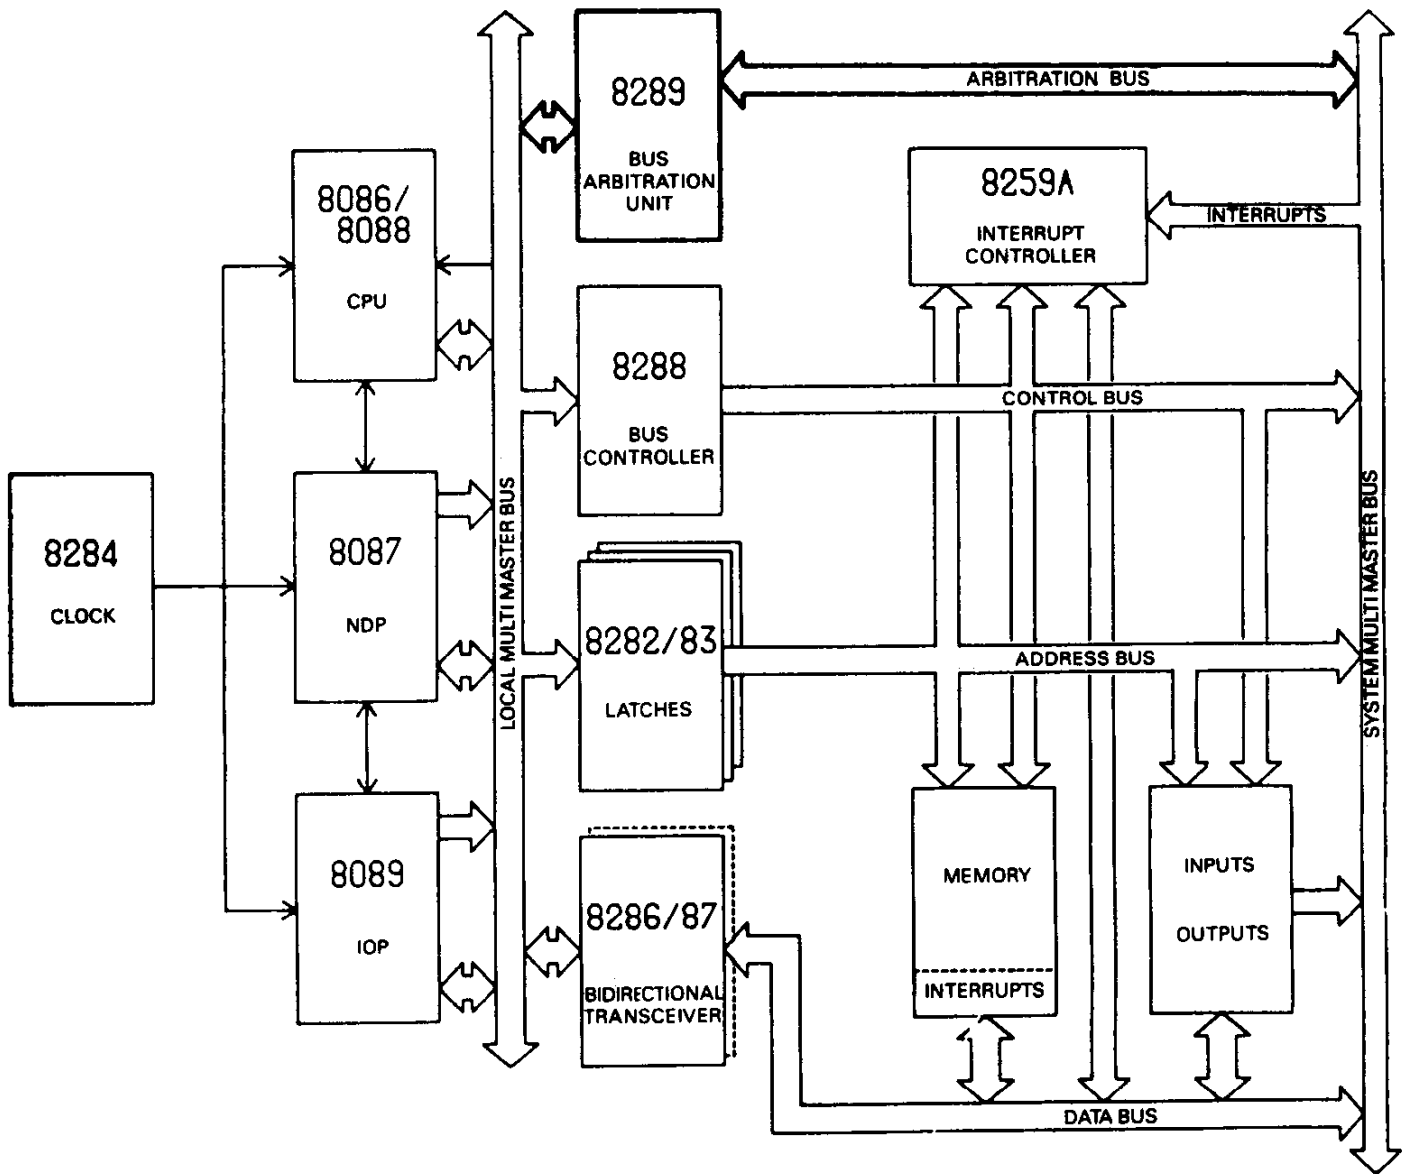 8289
BUS
ARBITRATION
UNIT
ARBITRATION BUS
8259A
INTERRUPT
CONTROLLER
INTERRUPTS
8086/
8088
CPU
8288
BUS
CONTROLLER
CONTROL BUS
8284
CLOCK
8087
NDP
LOCAL MULTI MASTER BUS
8282/83
LATCHES
ADDRESS BUS
SYSTEM MULTI MASTER BUS
8089
IOP
8286/87
BIDIRECTIONAL
TRANSCEIVER
MEMORY
INTERRUPTS
INPUTS
OUTPUTS
DATA BUS